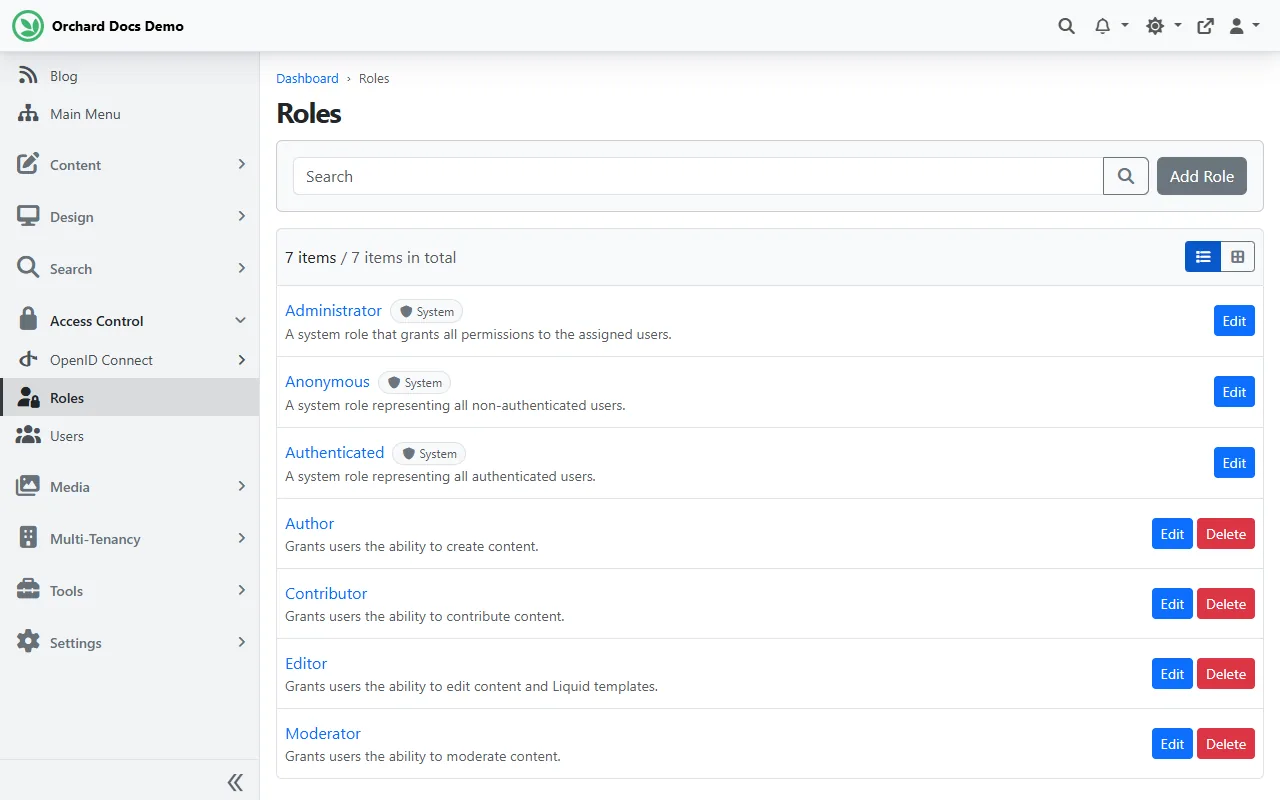 Orchard Docs Demo
Blog
Main Menu
Content
Design
Search
Access Control
OpenID Connect
Roles
Users
Media
Multi-Tenancy
Tools
Settings
Dashboard › Roles
Roles
Search
Add Role
7 items / 7 items in total
Administrator System
A system role that grants all permissions to the assigned users.
Edit
Anonymous System
A system role representing all non-authenticated users.
Edit
Authenticated System
A system role representing all authenticated users.
Edit
Author
Grants users the ability to create content.
Edit Delete
Contributor
Grants users the ability to contribute content.
Edit Delete
Editor
Grants users the ability to edit content and Liquid templates.
Edit Delete
Moderator
Grants users the ability to moderate content.
Edit Delete